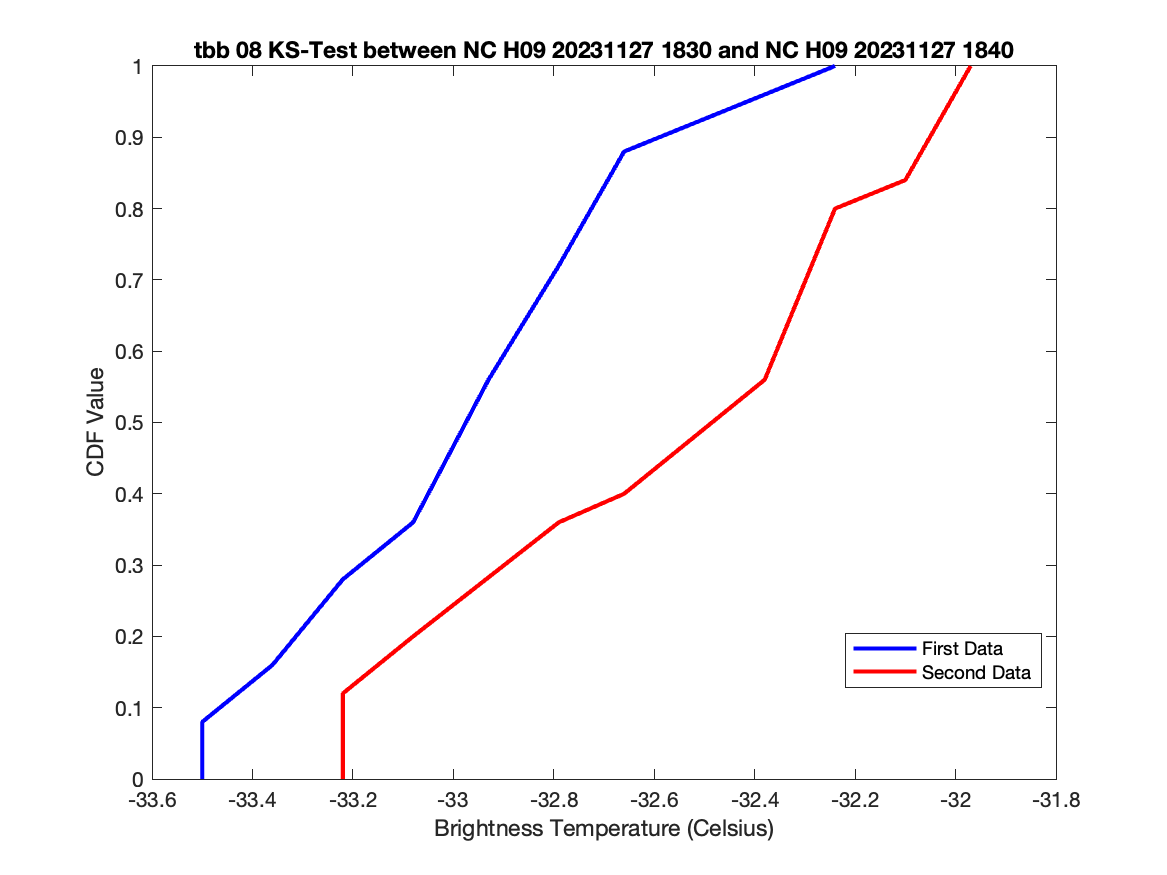 tbb 08 KS-Test between NC H09 20231127 1830 and NC H09 20231127 1840
1
0.9
0.8
0.7
0.6
0.5
0.4
0.3
0.2
0.1
0
CDF Value
First Data
Second Data
-33.6 -33.4 -33.2 -33 -32.8 -32.6 -32.4 -32.2 -32 -31.8
Brightness Temperature (Celsius)